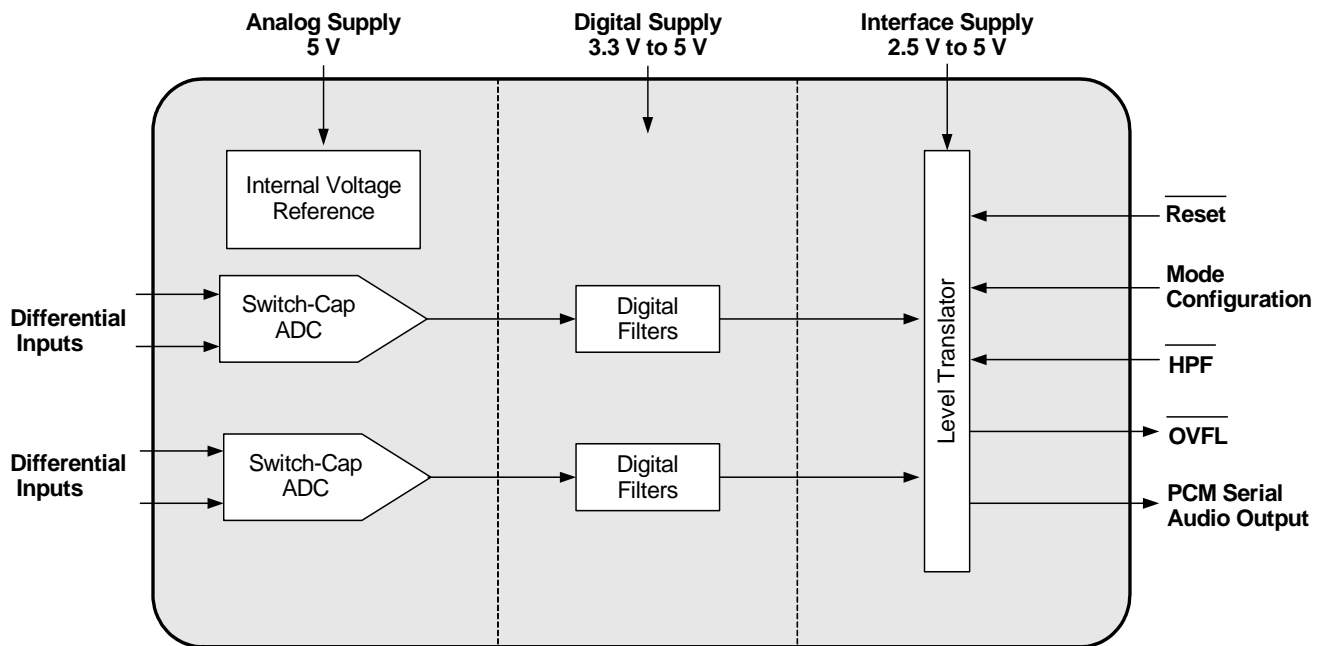 Analog Supply
5 V
Digital Supply
3.3 V to 5 V
Interface Supply
2.5 V to 5 V
Internal Voltage
Reference
Differential
Inputs
Switch-Cap
ADC
Digital
Filters
Differential
Inputs
Switch-Cap
ADC
Digital
Filters
Level Translator
Reset
Mode
Configuration
HPF
OVFL
PCM Serial
Audio Output